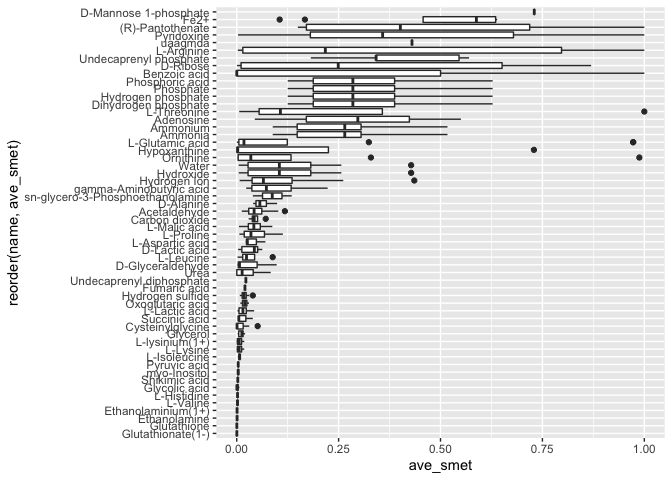 D-Mannose 1-phosphate
Fe2+
(R)-Pantothenate
Pyridoxine
uaagmda
L-Arginine
Undecaprenyl phosphate
D-Ribose
Benzoic acid
Phosphoric acid
Phosphate
Hydrogen phosphate
Dihydrogen phosphate
L-Threonine
Adenosine
Ammonium
Ammonia
L-Glutamic acid
Hypoxanthine
Ornithine
Water
Hydroxide
Hydrogen Ion
gamma-Aminobutyric acid
sn-glycero-3-Phosphoethanolamine
D-Alanine
Acetaldehyde
Carbon dioxide
L-Malic acid
L-Proline
L-Aspartic acid
D-Lactic acid
L-Leucine
D-Glyceraldehyde
Urea
Undecaprenyl diphosphate
Fumaric acid
Hydrogen sulfide
Oxoglutaric acid
L-Lactic acid
Succinic acid
Cysteinylglycine
Glycerol
L-lysinium(1+)
L-Lysine
L-Isoleucine
Pyruvic acid
myo-Inositol
Shikimic acid
Glycolic acid
L-Histidine
L-Valine
Ethanolaminium(1+)
Ethanolamine
Glutathione
Glutathionate(1-)
reorder(name, ave_smet)
0.00 0.25 0.50 0.75 1.00
ave_smet